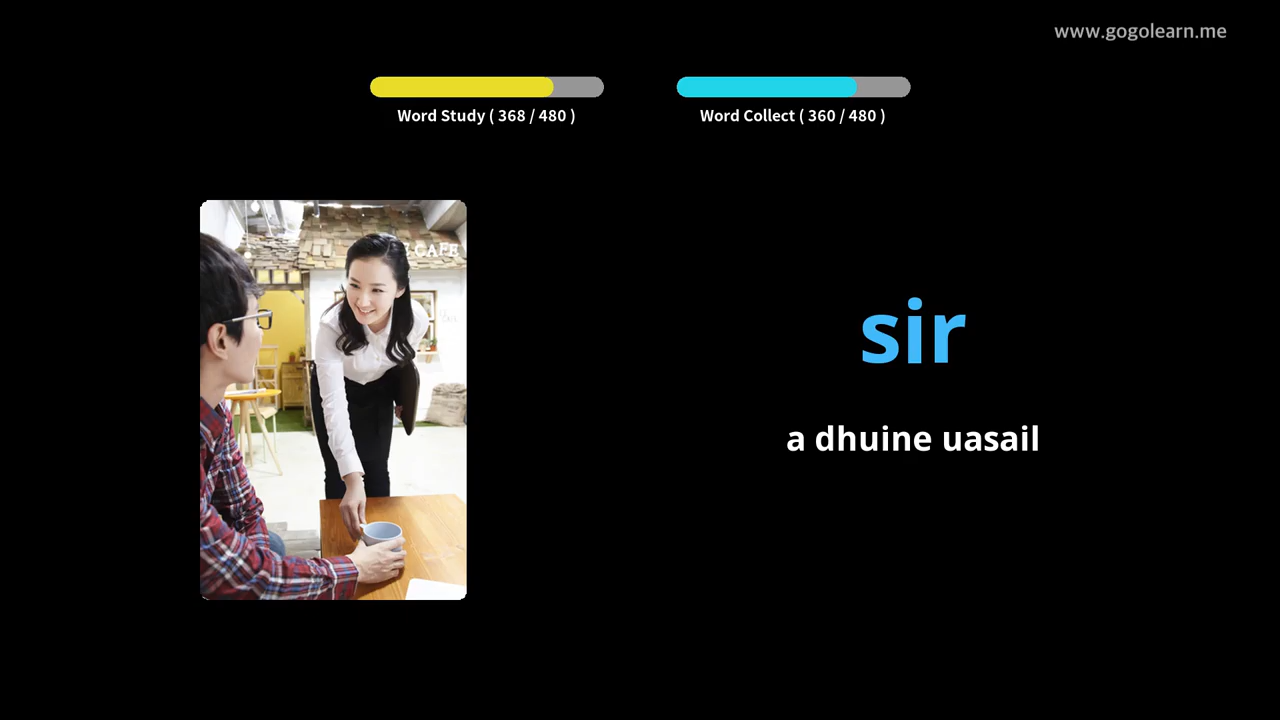 www.gogolearn.me
Word Study ( 368 / 480 )
Word Collect ( 360 / 480 )
CAFE
sir
a dhuine uasail